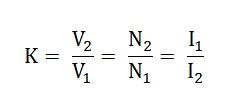 K = V₂/V₁ = N₂/N₁ = I₁/I₂